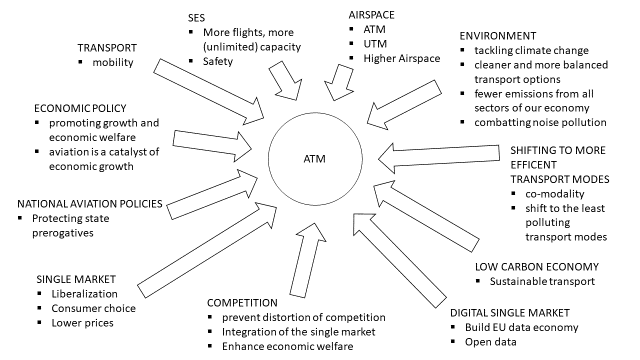 SES
▪ More flights, more
(unlimited) capacity
▪ Safety
AIRSPACE
▪ ATM
▪ UTM
▪ Higher Airspace
ENVIRONMENT
▪ tackling climate change
▪ cleaner and more balanced
transport options
▪ fewer emissions from all
sectors of our economy
▪ combatting noise pollution
TRANSPORT
▪ mobility
ECONOMIC POLICY
▪ promoting growth and
economic welfare
▪ aviation is a catalyst of
economic growth
ATM
SHIFTING TO MORE
EFFICENT
TRANSPORT MODES
▪ co-modality
▪ shift to the least
polluting
transport modes
NATIONAL AVIATION POLICIES
▪ Protecting state
prerogatives
LOW CARBON ECONOMY
▪ Sustainable transport
SINGLE MARKET
▪ Liberalization
▪ Consumer choice
▪ Lower prices
COMPETITION
▪ prevent distortion of competition
▪ Integration of the single market
▪ Enhance economic welfare
DIGITAL SINGLE MARKET
▪ Build EU data economy
▪ Open data